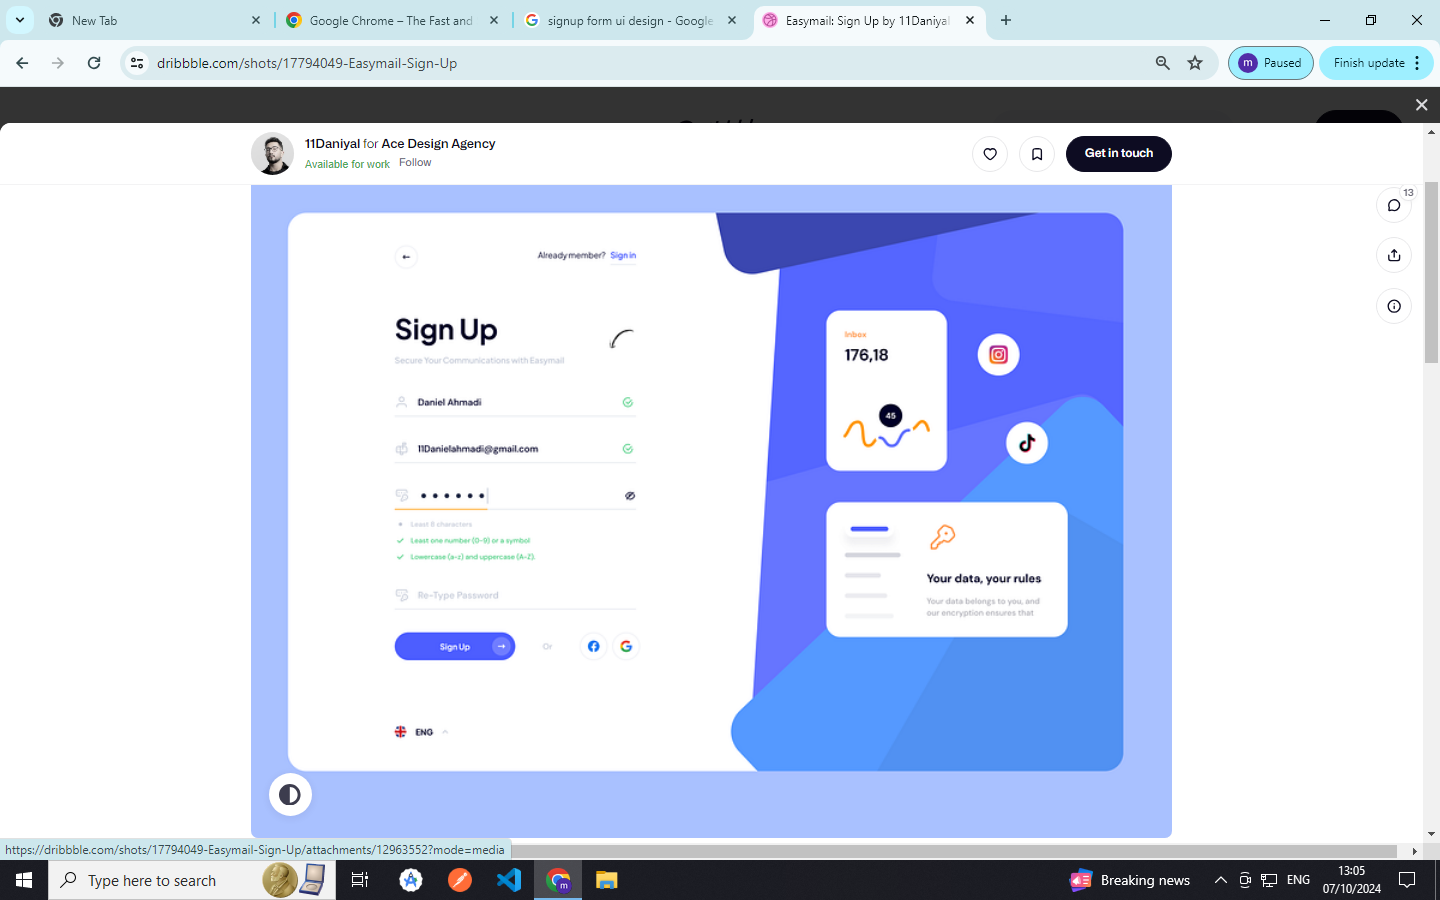 New Tab
Google Chrome – The Fast and
signup form ui design - Google
Easymail: Sign Up by 11Daniyal
dribbble.com/shots/17794049-Easymail-Sign-Up
m
Paused
Finish update
11Daniyal for Ace Design Agency
Available for work
Follow
Get in touch
13
Already member? Sign in
Sign Up
Secure Your Communications with Easymail
Daniel Ahmadi
11Danielahmadi@gmail.com
Least 8 characters
Least one number (0-9) or a symbol
Lowercase (a-z) and uppercase (A-Z).
Re-Type Password
Sign Up
Or
ENG
Inbox
176,18
45
Your data, your rules
Your data belongs to you, and
our encryption ensures that
https://dribbble.com/shots/17794049-Easymail-Sign-Up/attachments/12963552?mode=media
Type here to search
m
Breaking news
ENG
13:05
07/10/2024